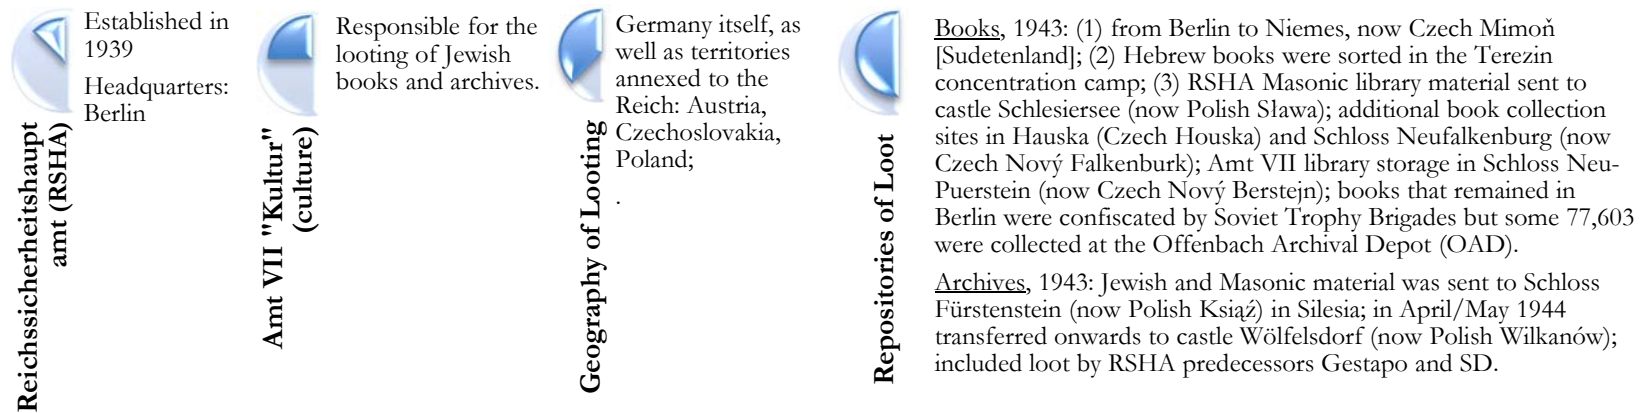 Reichssicherheitshaupt
amt (RSHA)
Established in
1939
Headquarters:
Berlin
Amt VII "Kultur"
(culture)
Responsible for the
looting of Jewish
books and archives.
Geography of Looting
Germany itself, as
well as territories
annexed to the
Reich: Austria,
Czechoslovakia,
Poland;
.
Repositories of Loot
Books, 1943: (1) from Berlin to Niemes, now Czech Mimoň
[Sudetenland]; (2) Hebrew books were sorted in the Terezin
concentration camp; (3) RSHA Masonic library material sent to
castle Schlesiersee (now Polish Sława); additional book collection
sites in Hauska (Czech Houska) and Schloss Neufalkenburg (now
Czech Nový Falkenburk); Amt VII library storage in Schloss Neu-
Puerstein (now Czech Nový Berstejn); books that remained in
Berlin were confiscated by Soviet Trophy Brigades but some 77,603
were collected at the Offenbach Archival Depot (OAD).
Archives, 1943: Jewish and Masonic material was sent to Schloss
Fürstenstein (now Polish Książ) in Silesia; in April/May 1944
transferred onwards to castle Wölfelsdorf (now Polish Wilkanów);
included loot by RSHA predecessors Gestapo and SD.